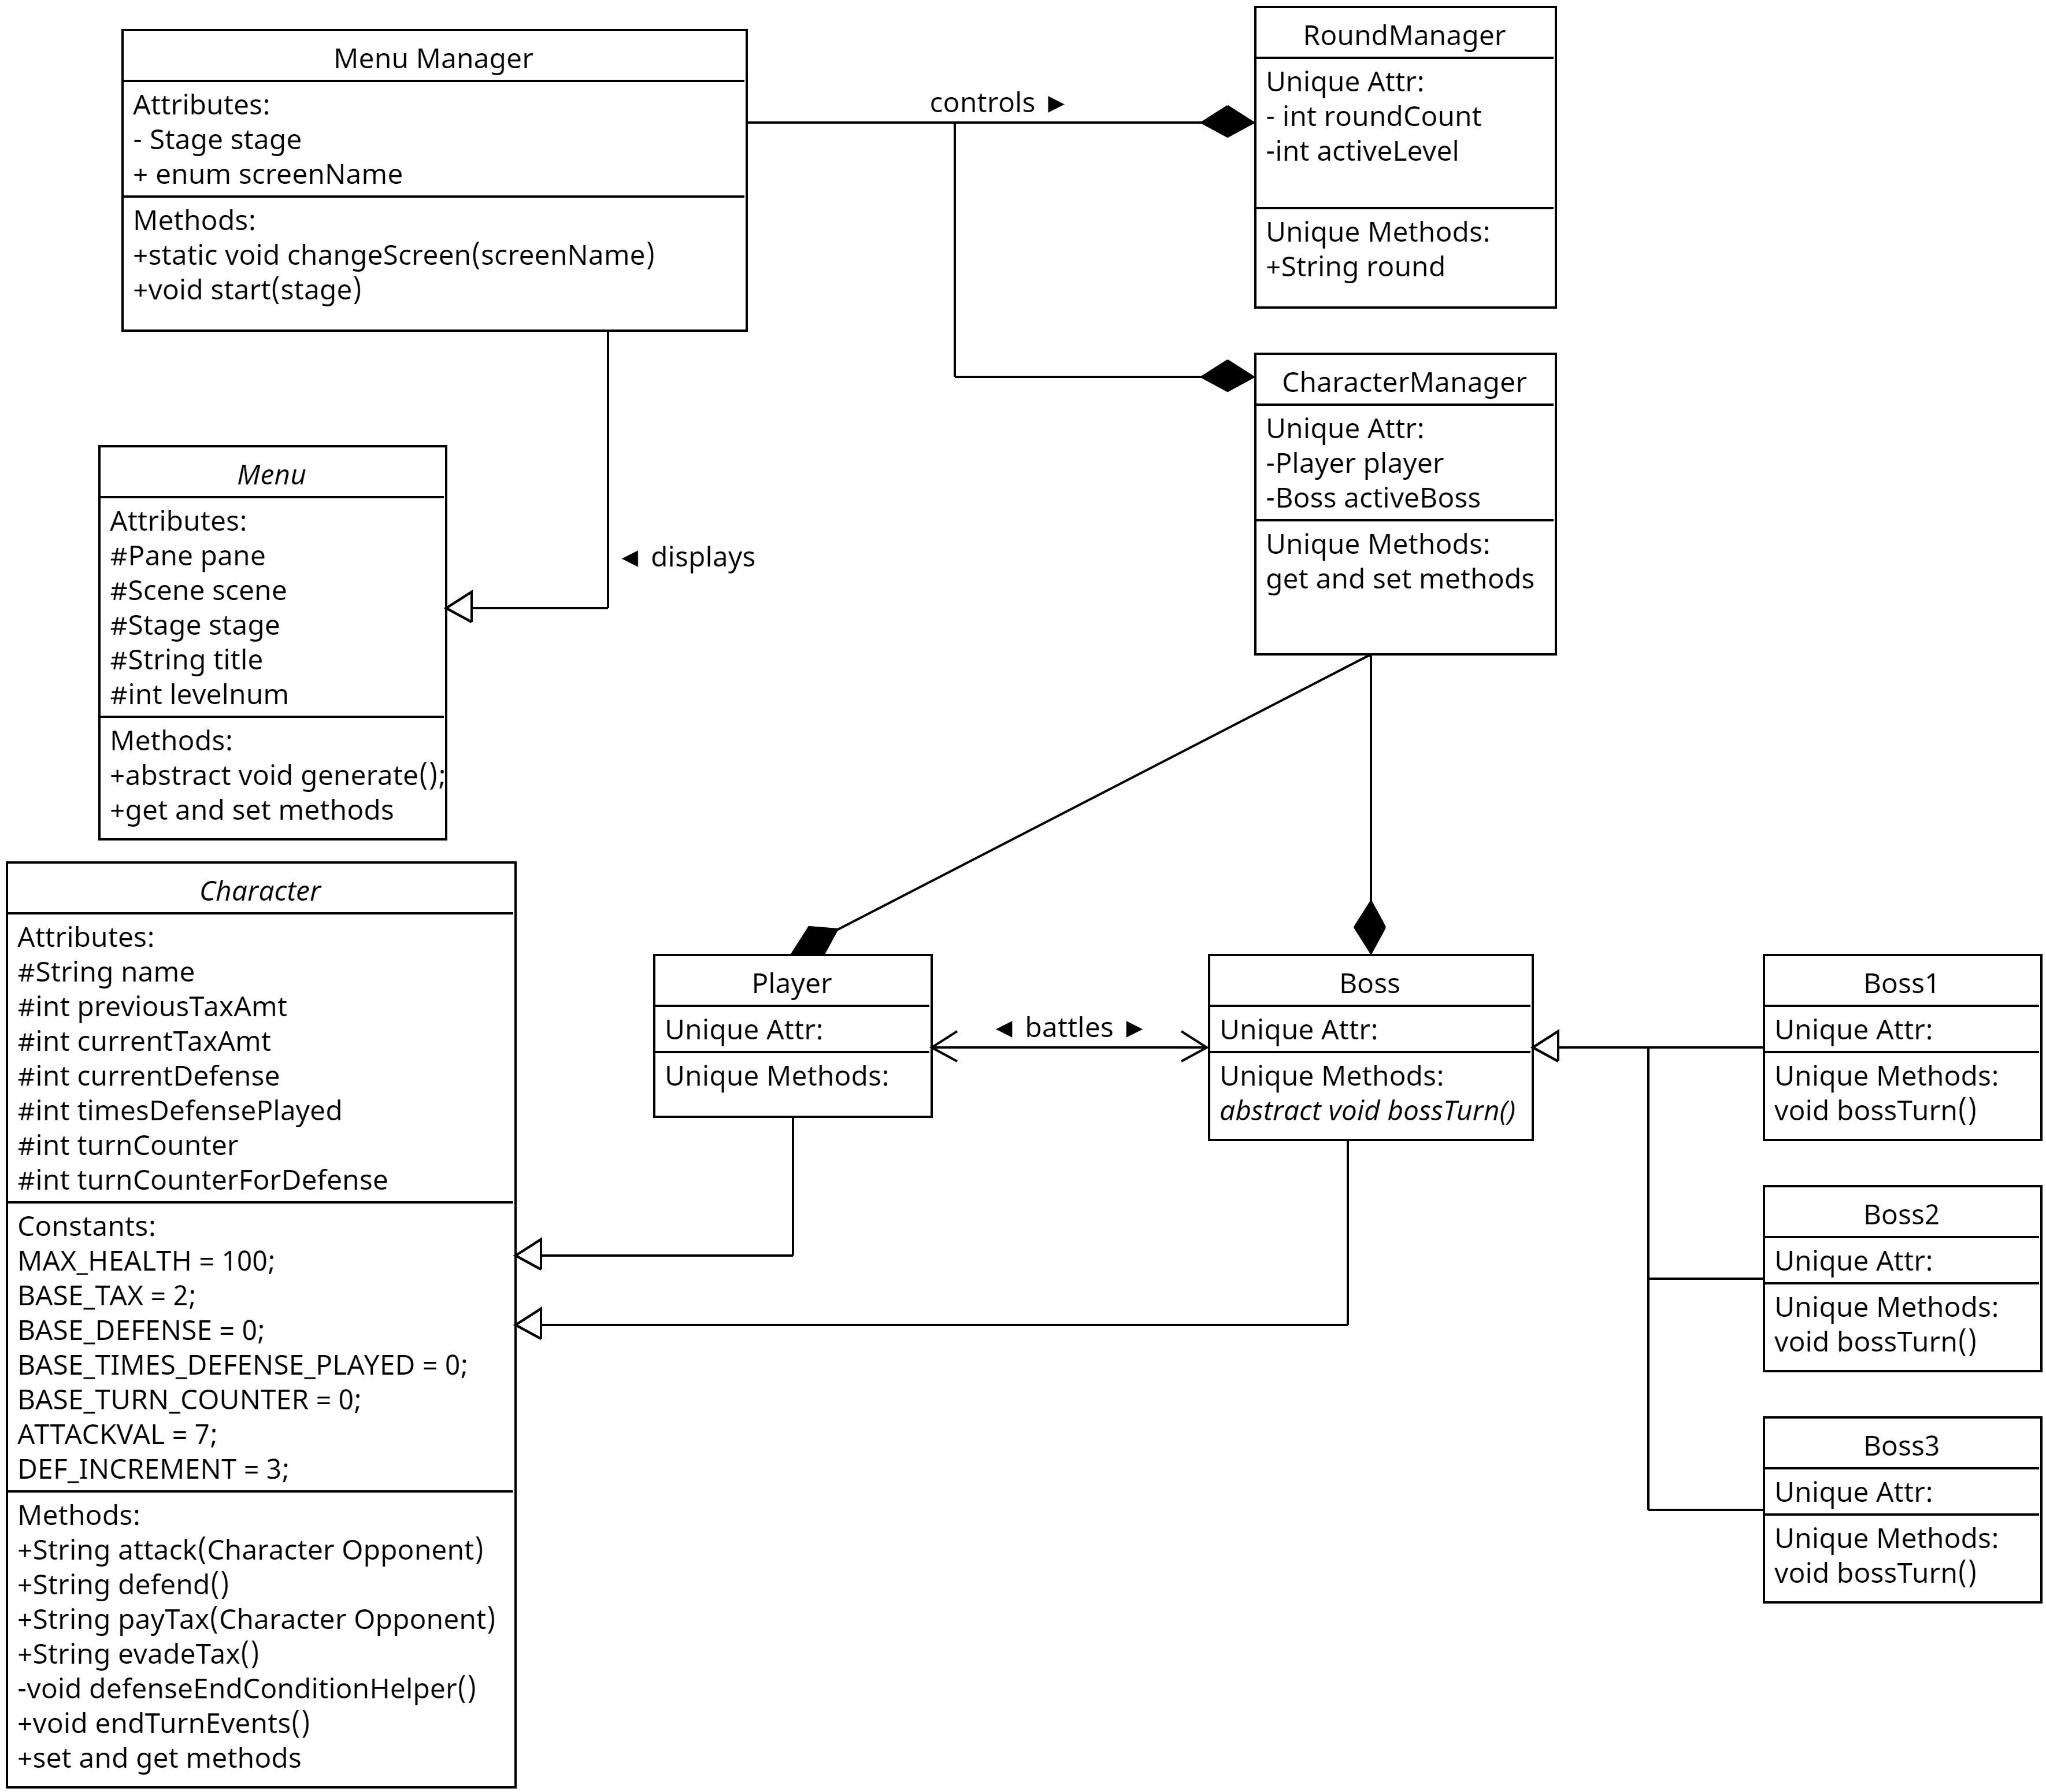 Menu Manager
Attributes:
- Stage stage
+ enum screenName
Methods:
+static void changeScreen(screenName)
+void start(stage)
controls ►
RoundManager
Unique Attr:
- int roundCount
-int activeLevel
Unique Methods:
+String round
CharacterManager
Unique Attr:
-Player player
-Boss activeBoss
Unique Methods:
get and set methods
Menu
Attributes:
#Pane pane
#Scene scene
#Stage stage
#String title
#int levelnum
Methods:
+abstract void generate();
+get and set methods
◄ displays
Character
Attributes:
#String name
#int previousTaxAmt
#int currentTaxAmt
#int currentDefense
#int timesDefensePlayed
#int turnCounter
#int turnCounterForDefense
Constants:
MAX_HEALTH = 100;
BASE_TAX = 2;
BASE_DEFENSE = 0;
BASE_TIMES_DEFENSE_PLAYED = 0;
BASE_TURN_COUNTER = 0;
ATTACKVAL = 7;
DEF_INCREMENT = 3;
Methods:
+String attack(Character Opponent)
+String defend()
+String payTax(Character Opponent)
+String evadeTax()
-void defenseEndConditionHelper()
+void endTurnEvents()
+set and get methods
Player
Unique Attr:
Unique Methods:
◄ battles ►
Boss
Unique Attr:
Unique Methods:
abstract void bossTurn()
Boss1
Unique Attr:
Unique Methods:
void bossTurn()
Boss2
Unique Attr:
Unique Methods:
void bossTurn()
Boss3
Unique Attr:
Unique Methods:
void bossTurn()